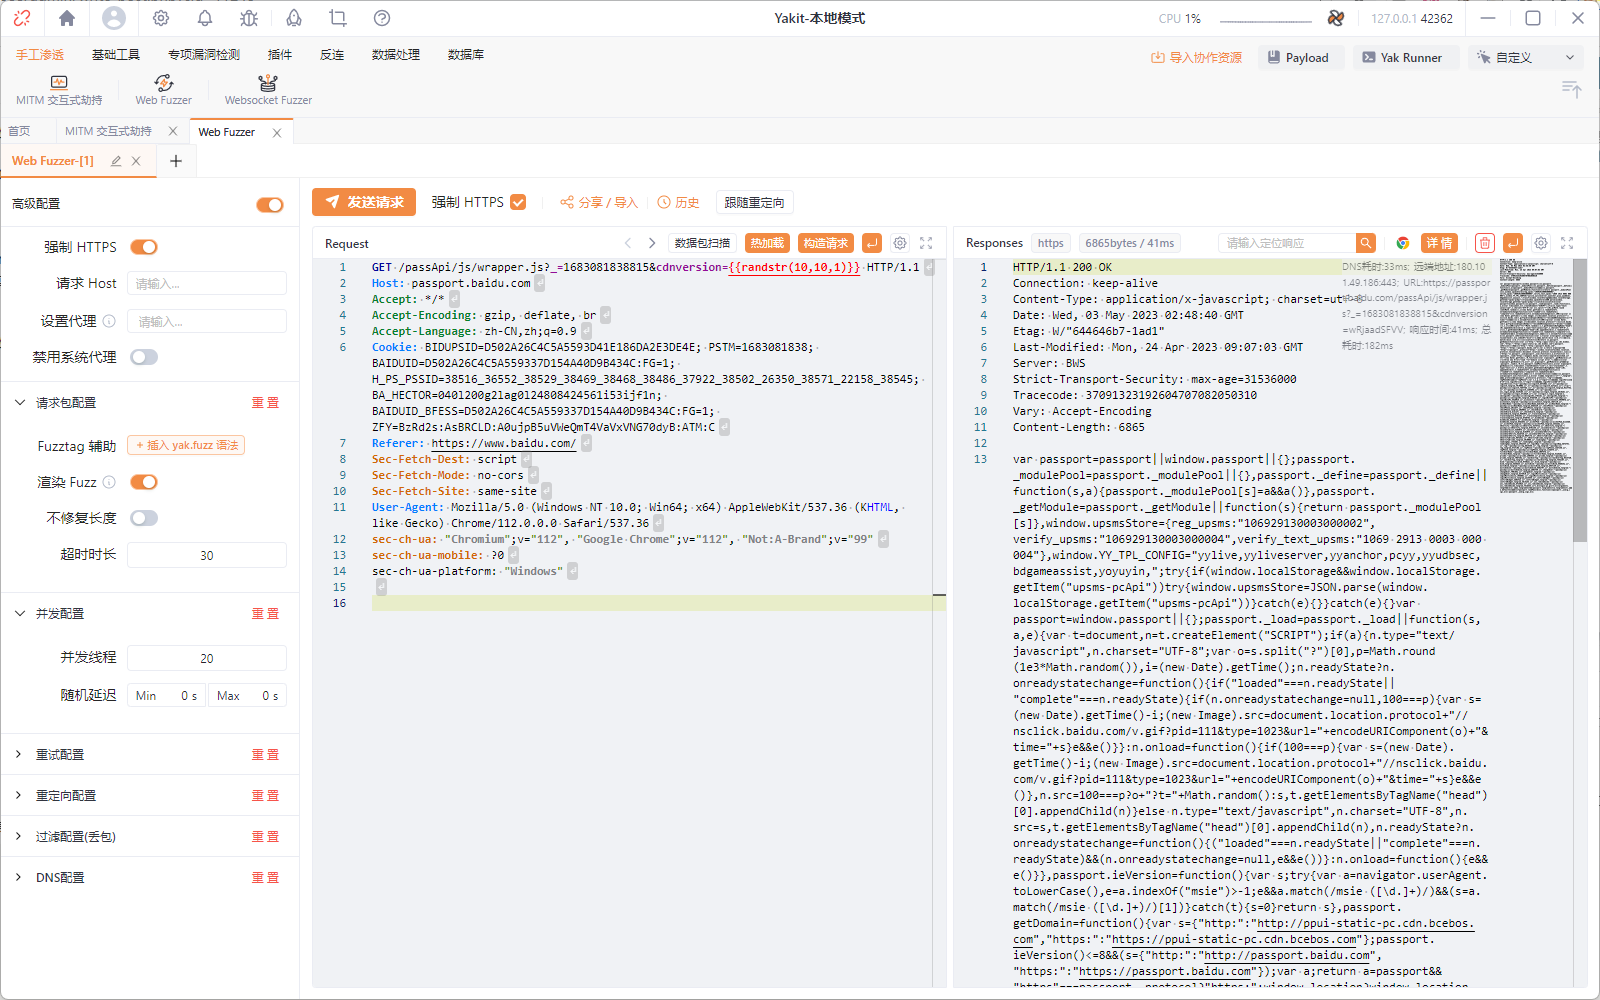 Yakit-本地模式
CPU 1%
127.0.0.1 42362
手工渗透
基础工具
专项漏洞检测
插件
反连
数据处理
数据库
导入协作资源
Payload
Yak Runner
自定义
MITM 交互式劫持
Web Fuzzer
Websocket Fuzzer
首页
MITM 交互式劫持
Web Fuzzer
Web Fuzzer-[1]
高级配置
强制 HTTPS
请求 Host
请输入...
设置代理
请输入...
禁用系统代理
请求包配置
重置
Fuzztag 辅助
+ 插入 yak.fuzz 语法
渲染 Fuzz
不修复长度
超时时长
30
并发配置
重置
并发线程
20
随机延迟
Min 0 s
Max 0 s
重试配置
重置
重定向配置
重置
过滤配置(丢包)
重置
DNS配置
重置
发送请求
强制 HTTPS
分享 / 导入
历史
跟随重定向
Request
数据包扫描
热加载
构造请求
1 GET /passApi/js/wrapper.js?_=1683081838815&cdnversion={{randstr(10,10,1)}} HTTP/1.1
2 Host: passport.baidu.com
3 Accept: */*
4 Accept-Encoding: gzip, deflate, br
5 Accept-Language: zh-CN,zh;q=0.9
6 Cookie: BIDUPSID=D502A26C4C5A5593D41E186DA2E3DE4E; PSTM=1683081838;
BAIDUID=D502A26C4C5A559337D154A40D9B434C:FG=1;
H_PS_PSSID=38516_36552_38529_38469_38468_38486_37922_38502_26350_38571_22158_38545;
BA_HECTOR=0401200g2lag0l24808424561i53ijf1n;
BAIDUID_BFESS=D502A26C4C5A559337D154A40D9B434C:FG=1;
ZFY=BzRd2s:AsBRCLD:A0ujpB5uVWeQmT4VaVxVNG70dyB:ATM:C
7 Referer: https://www.baidu.com/
8 Sec-Fetch-Dest: script
9 Sec-Fetch-Mode: no-cors
10 Sec-Fetch-Site: same-site
11 User-Agent: Mozilla/5.0 (Windows NT 10.0; Win64; x64) AppleWebKit/537.36 (KHTML,
like Gecko) Chrome/112.0.0.0 Safari/537.36
12 sec-ch-ua: "Chromium";v="112", "Google Chrome";v="112", "Not:A-Brand";v="99"
13 sec-ch-ua-mobile: ?0
14 sec-ch-ua-platform: "Windows"
15
16
Responses
https
6865bytes / 41ms
请输入定位响应
详情
DNS耗时:33ms; 远端地址:180.10
1.49.186:443; URL:https://passpor
t.baidu.com/passApi/js/wrapper.j
s?_=1683081838815&cdnversion
=wRjaadSFVV; 响应时间:41ms; 总
耗时:182ms
1 HTTP/1.1 200 OK
2 Connection: keep-alive
3 Content-Type: application/x-javascript; charset=utf-8
4 Date: Wed, 03 May 2023 02:48:40 GMT
5 Etag: W/"644646b7-1ad1"
6 Last-Modified: Mon, 24 Apr 2023 09:07:03 GMT
7 Server: BWS
8 Strict-Transport-Security: max-age=31536000
9 Tracecode: 37091323192604707082050310
10 Vary: Accept-Encoding
11 Content-Length: 6865
12
13 var passport=passport||window.passport||{};passport.
_modulePool=passport._modulePool||{},passport._define=passport._define||
function(s,a){passport._modulePool[s]=a&&a()},passport.
_getModule=passport._getModule||function(s){return passport._modulePool
[s]},window.upsmsStore={reg_upsms:"106929130003000002",
verify_upsms:"106929130003000004",verify_text_upsms:"1069 2913 0003 000
004"},window.YY_TPL_CONFIG="yylive,yyliveserver,yyanchor,pcyy,yyudbsec,
bdgameassist,yoyuyin,";try{if(window.localStorage&&window.localStorage.
getItem("upsms-pcApi"))try{window.upsmsStore=JSON.parse(window.
localStorage.getItem("upsms-pcApi"))}catch(e){}}catch(e){}var
passport=window.passport||{};passport._load=passport._load||function(s,
a,e){var t=document,n=t.createElement("SCRIPT");if(a){n.type="text/
javascript",n.charset="UTF-8";var o=s.split("?")[0],p=Math.round
(1e3*Math.random()),i=(new Date).getTime();n.readyState?n.
onreadystatechange=function(){if("loaded"===n.readyState||
"complete"===n.readyState){if(n.onreadystatechange=null,100===p){var s=
(new Date).getTime()-i;(new Image).src=document.location.protocol+"//
nsclick.baidu.com/v.gif?pid=111&type=1023&url="+encodeURIComponent(o)+"&
time="+s}e&&e()}}:n.onload=function(){if(100===p){var s=(new Date).
getTime()-i;(new Image).src=document.location.protocol+"//nsclick.baidu.
com/v.gif?pid=111&type=1023&url="+encodeURIComponent(o)+"&time="+s}e&&e
()},n.src=100===p?o+"?t="+Math.random():s,t.getElementsByTagName("head")
[0].appendChild(n)}else n.type="text/javascript",n.charset="UTF-8",n.
src=s,t.getElementsByTagName("head")[0].appendChild(n),n.readyState?n.
onreadystatechange=function(){("loaded"===n.readyState||"complete"===n.
readyState)&&(n.onreadystatechange=null,e&&e())}:n.onload=function(){e&&
e()}},passport.ieVersion=function(){var s;try{var a=navigator.userAgent.
toLowerCase(),e=a.indexOf("msie")>-1;e&&a.match(/msie ([\d.]+)/)&&(s=a.
match(/msie ([\d.]+)/)[1])}catch(t){s=0}return s},passport.
getDomain=function(){var s={"http:":"http://ppui-static-pc.cdn.bcebos.
com","https:":"https://ppui-static-pc.cdn.bcebos.com"};passport.
ieVersion()<=8&&(s={"http:":"http://passport.baidu.com",
"https:":"https://passport.baidu.com"});var a;return a=passport&&
"https"===passport._protocol?"https:":window.location?window.location.